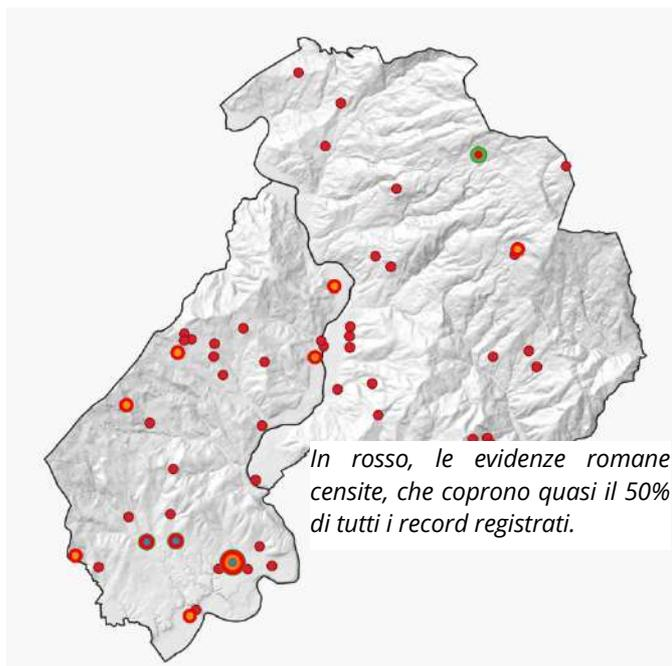 In rosso, le evidenze romane
censite, che coprono quasi il 50%
di tutti i record registrati.